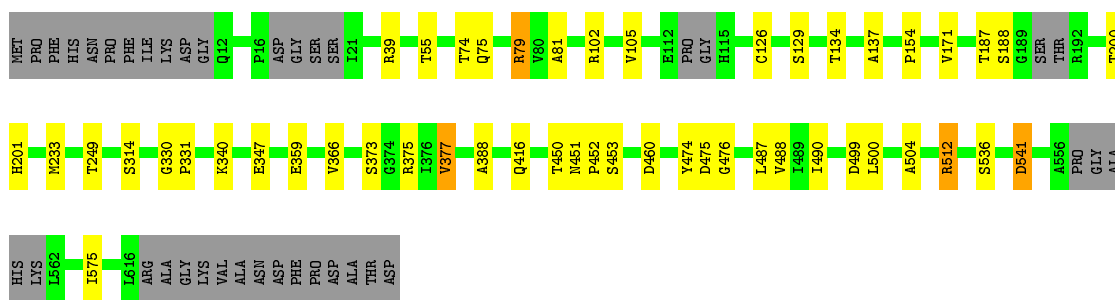 MET PRO PHE HIS ASN PRO PHE ILE LYS ASP GLY Q12 P16 ASP GLY SER SER I21 R39 T55 T74 Q75 R79 V80 A81 R102 V105 E112 PRO GLY H115 C126 S129 T134 A137 P154 V171 T187 S188 G189 SER THR R192
H201 M233 T249 S314 G330 P331 K340 E347 E359 V366 S373 G374 R375 I376 V377 A388 Q416 T450 N451 P452 S453 D460 Y474 D475 G476 L487 V488 I489 I490 D499 L500 A504 R512 S536 D541 A556 PRO GLY ALA
HIS LYS L562 I575 L616 ARG ALA GLY LYS VAL ALA ASN ASP PHE PRO ASP ALA THR ASP